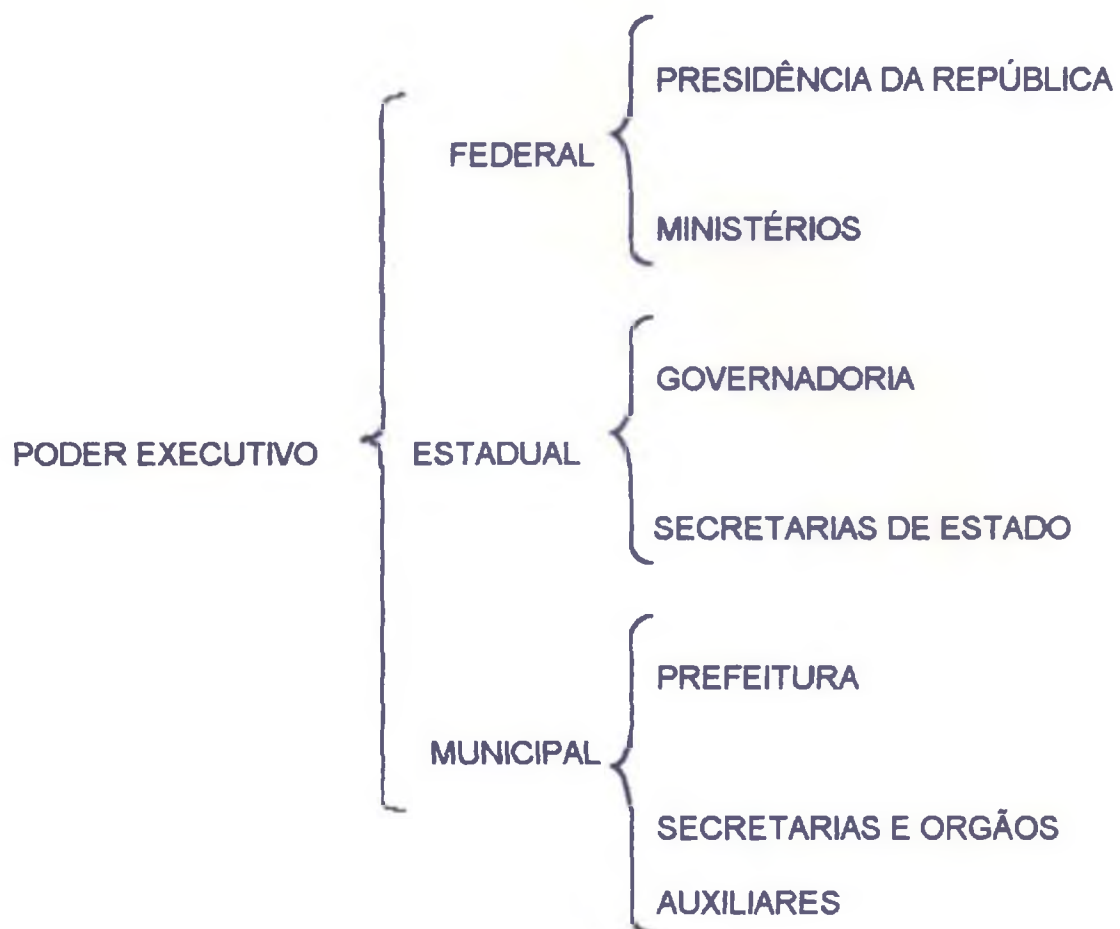 PRESIDÊNCIA DA REPÚBLICA
FEDERAL
MINISTÉRIOS
GOVERNADORIA
PODER EXECUTIVO
ESTADUAL
SECRETARIAS DE ESTADO
PREFEITURA
MUNICIPAL
SECRETARIAS E ORGÃOS
AUXILIARES